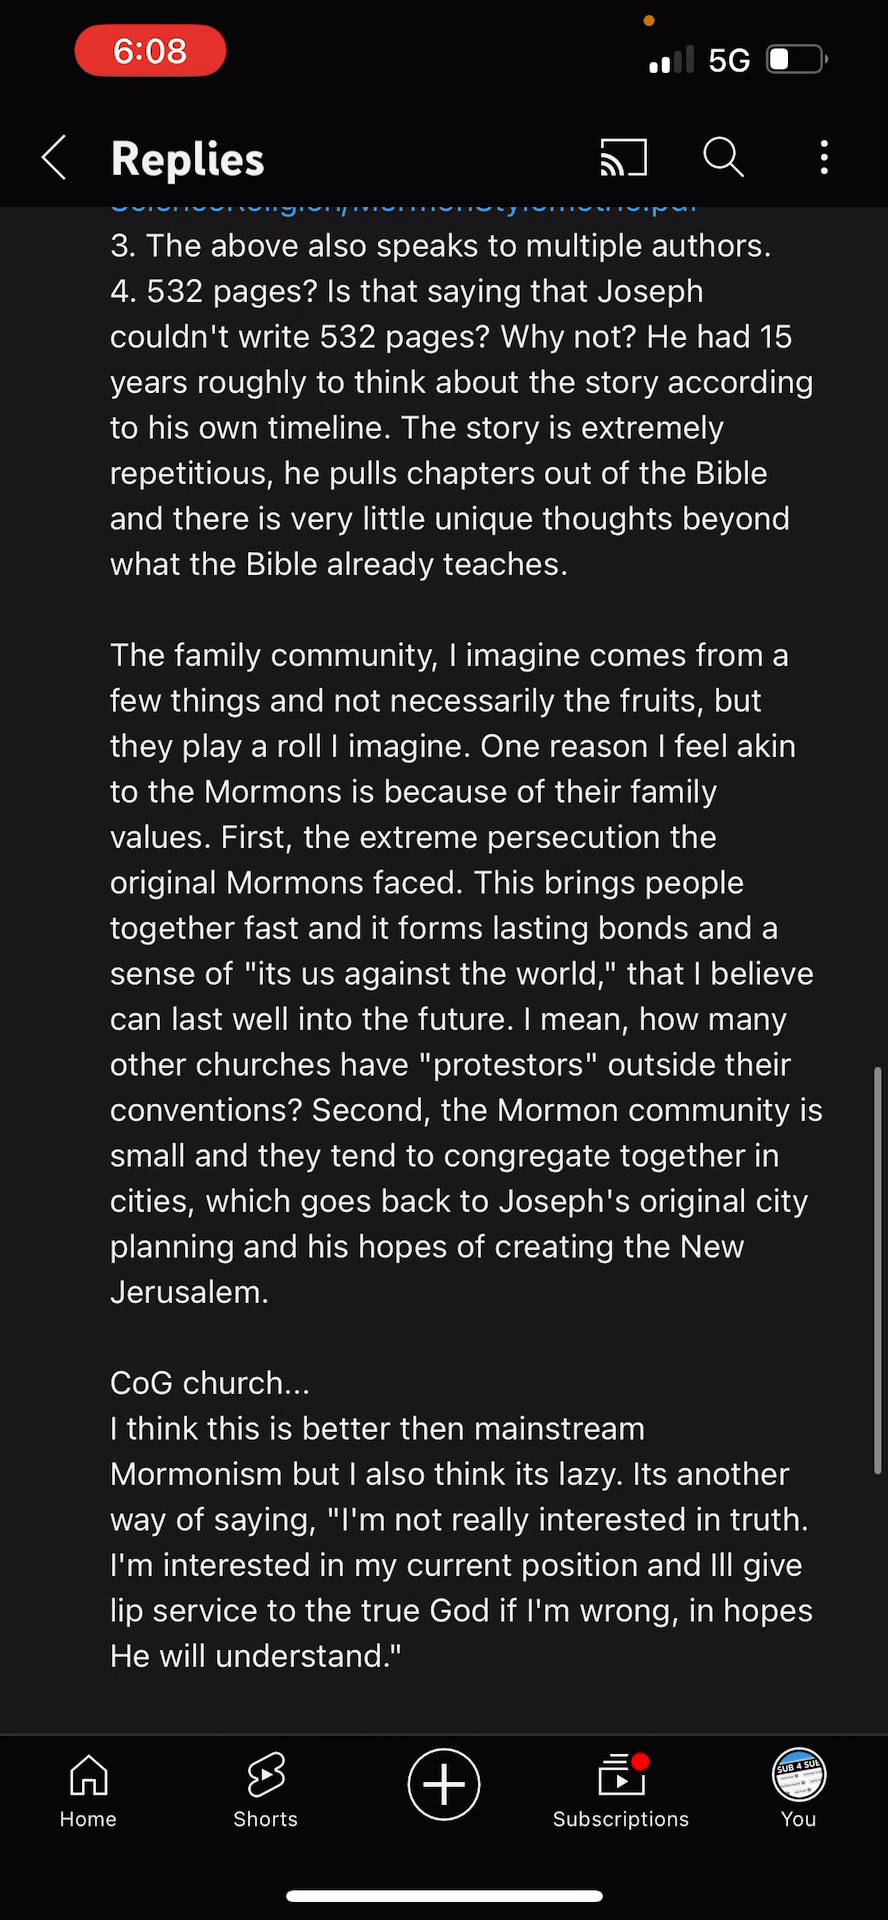 6:08
5G
Replies
3. The above also speaks to multiple authors.
4. 532 pages? Is that saying that Joseph
couldn't write 532 pages? Why not? He had 15
years roughly to think about the story according
to his own timeline. The story is extremely
repetitious, he pulls chapters out of the Bible
and there is very little unique thoughts beyond
what the Bible already teaches.
The family community, I imagine comes from a
few things and not necessarily the fruits, but
they play a roll I imagine. One reason I feel akin
to the Mormons is because of their family
values. First, the extreme persecution the
original Mormons faced. This brings people
together fast and it forms lasting bonds and a
sense of "its us against the world," that I believe
can last well into the future. I mean, how many
other churches have "protestors" outside their
conventions? Second, the Mormon community is
small and they tend to congregate together in
cities, which goes back to Joseph's original city
planning and his hopes of creating the New
Jerusalem.
CoG church...
I think this is better then mainstream
Mormonism but I also think its lazy. Its another
way of saying, "I'm not really interested in truth.
I'm interested in my current position and Ill give
lip service to the true God if I'm wrong, in hopes
He will understand."
SUB 4 SUB
Home
Shorts
Subscriptions
You